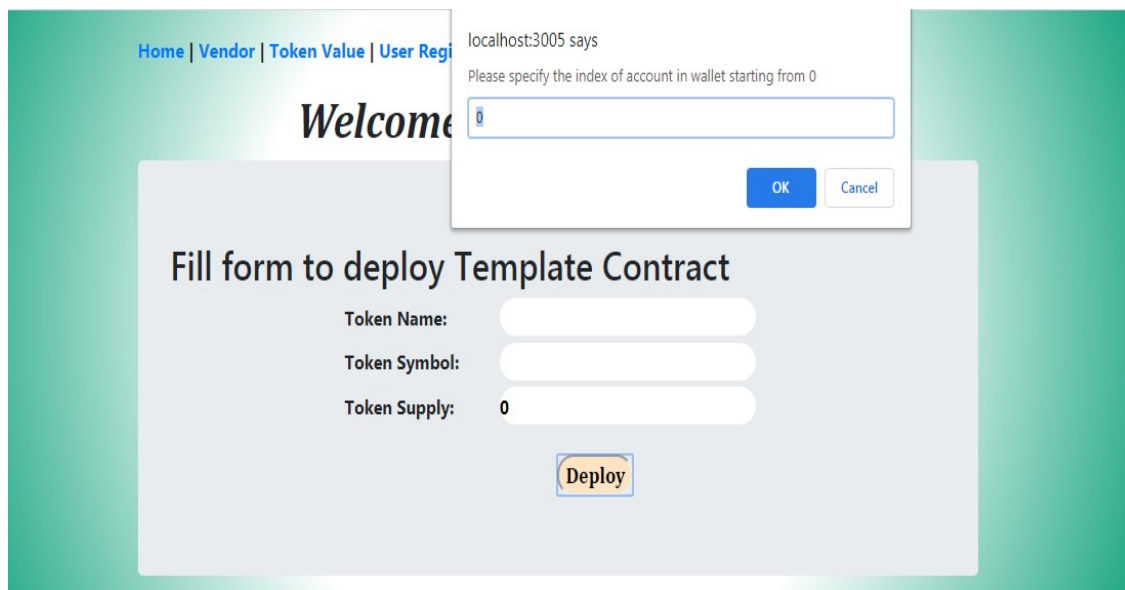 Home | Vendor | Token Value | User Regi
localhost:3005 says
Please specify the index of account in wallet starting from 0
0
OK Cancel
Welcome
Fill form to deploy Template Contract
Token Name:
Token Symbol:
Token Supply: 0
Deploy